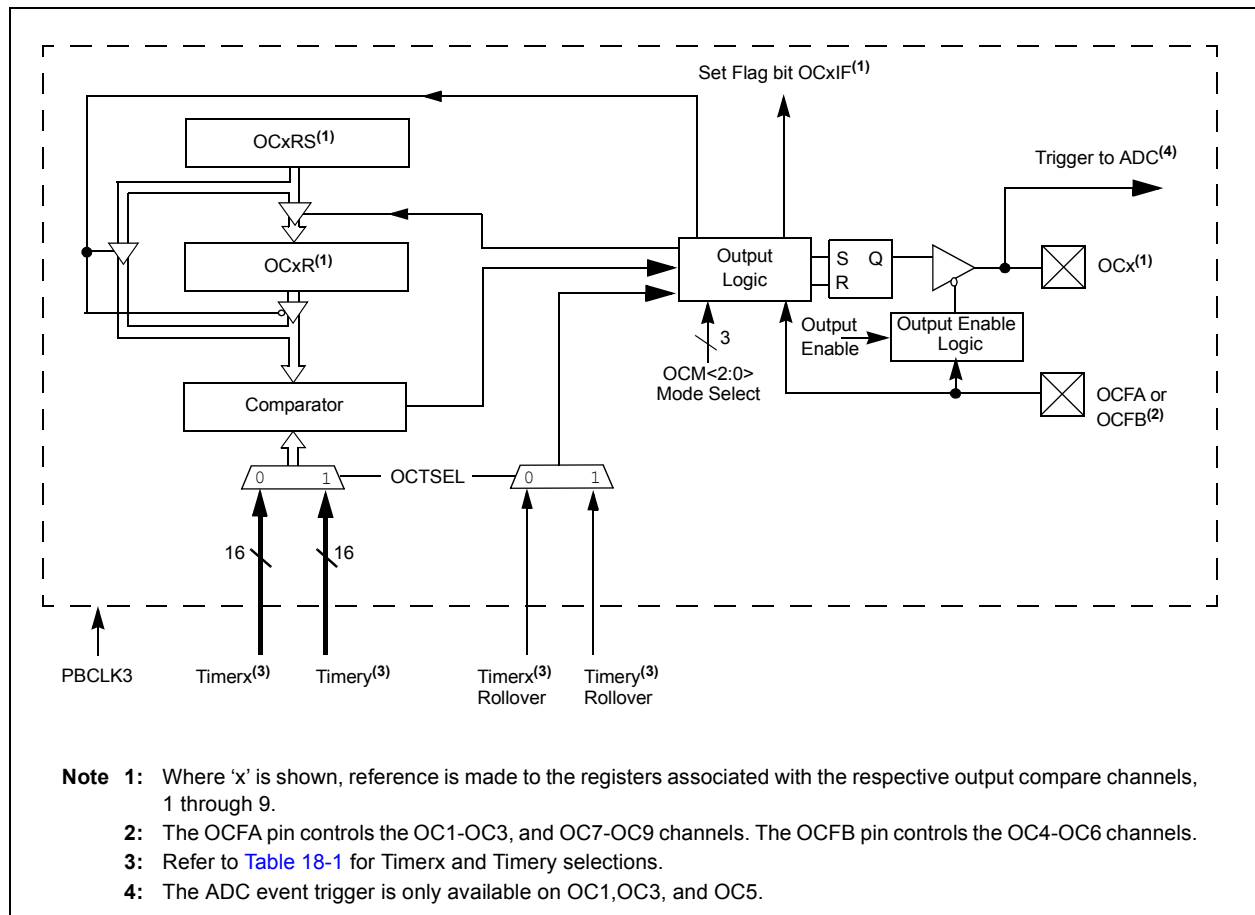 Set Flag bit OCxIF(1)
OCxRS(1)
Trigger to ADC(4)
OCxR(1)
Output
Logic
S Q
R
OCx(1)
3
Output
Enable
Output Enable
Logic
OCM<2:0>
Mode Select
Comparator
OCFA or
OCFB(2)
0 1
OCTSEL
0 1
16
16
PBCLK3
Timerx(3)
Timery(3)
Timerx(3)
Rollover
Timery(3)
Rollover
Note 1: Where ‘x’ is shown, reference is made to the registers associated with the respective output compare channels,
1 through 9.
2: The OCFA pin controls the OC1-OC3, and OC7-OC9 channels. The OCFB pin controls the OC4-OC6 channels.
3: Refer to Table 18-1 for Timerx and Timery selections.
4: The ADC event trigger is only available on OC1,OC3, and OC5.